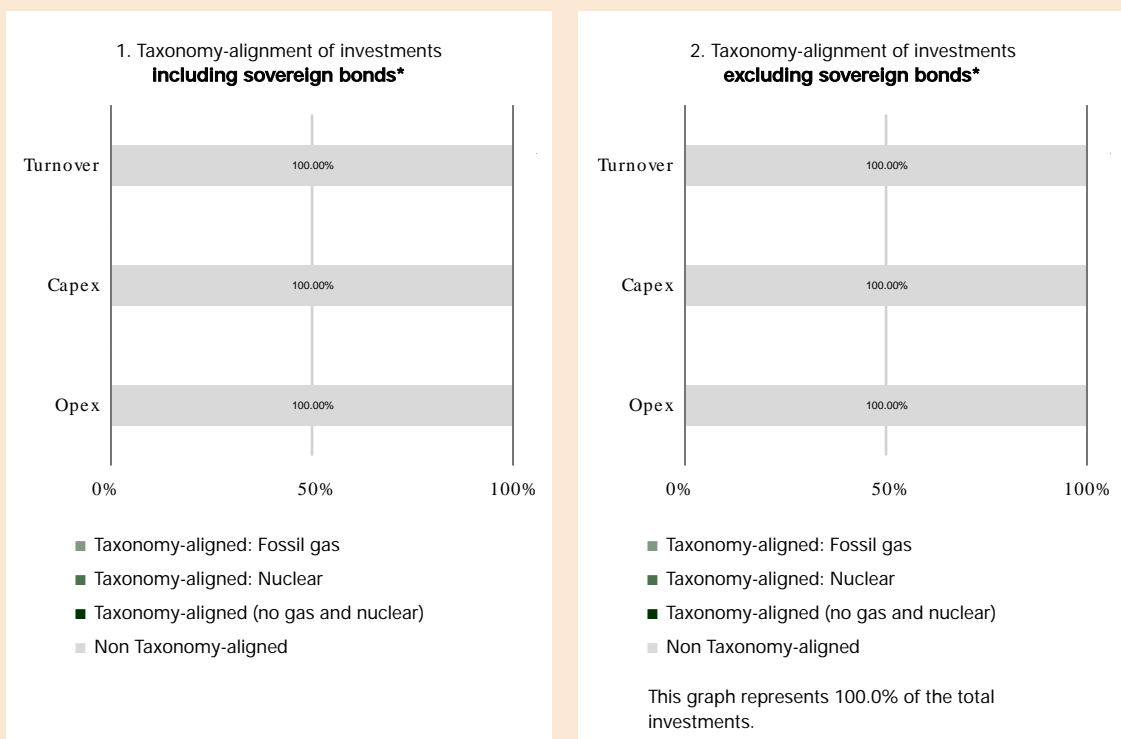 1. Taxonomy-alignment of investments
including sovereign bonds*
Turnover
100.00%
Capex
100.00%
Opex
100.00%
0% 50% 100%
Taxonomy-aligned: Fossil gas
Taxonomy-aligned: Nuclear
Taxonomy-aligned (no gas and nuclear)
Non Taxonomy-aligned
2. Taxonomy-alignment of investments
excluding sovereign bonds*
Turnover
100.00%
Capex
100.00%
Opex
100.00%
0% 50% 100%
Taxonomy-aligned: Fossil gas
Taxonomy-aligned: Nuclear
Taxonomy-aligned (no gas and nuclear)
Non Taxonomy-aligned
This graph represents 100.0% of the total
investments.